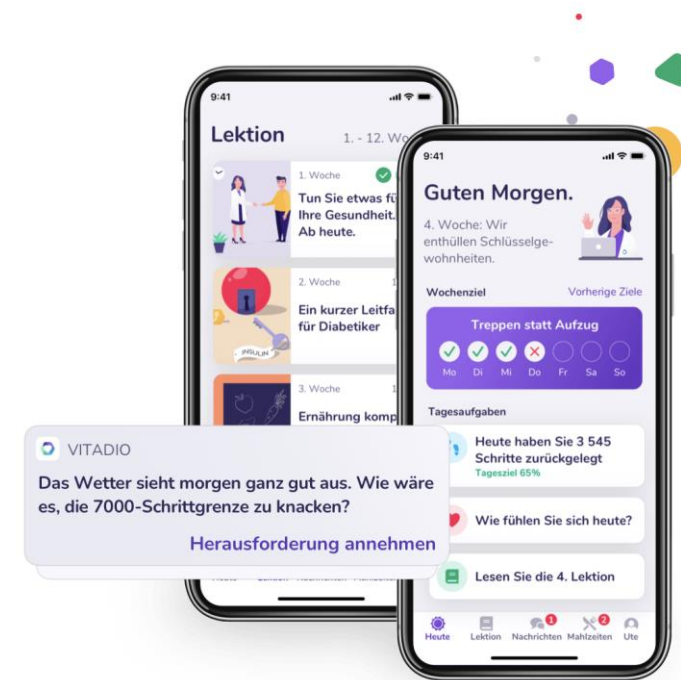 9:41
Lektion
1. - 12. Wo
1. Woche
Tun Sie etwas fü
Ihre Gesundheit.
Ab heute.
2. Woche
1
Ein kurzer Leitfa
für Diabetiker
INSULIN
3. Woche
1
Ernährung komp
VITADIO
Das Wetter sieht morgen ganz gut aus. Wie wäre
es, die 7000-Schrittgrenze zu knacken?
Herausforderung annehmen
9:41
Guten Morgen.
4. Woche: Wir
enthüllen Schlüsselge-
wohnheiten.
Wochenziel
Vorherige Ziele
Treppen statt Aufzug
Mo Di Mi Do Fr Sa So
Tagesaufgaben
Heute haben Sie 3 545
Schritte zurückgelegt
Tagesziel 65%
Wie fühlen Sie sich heute?
Lesen Sie die 4. Lektion
1 2
Heute Lektion Nachrichten Mahlzeiten Ute